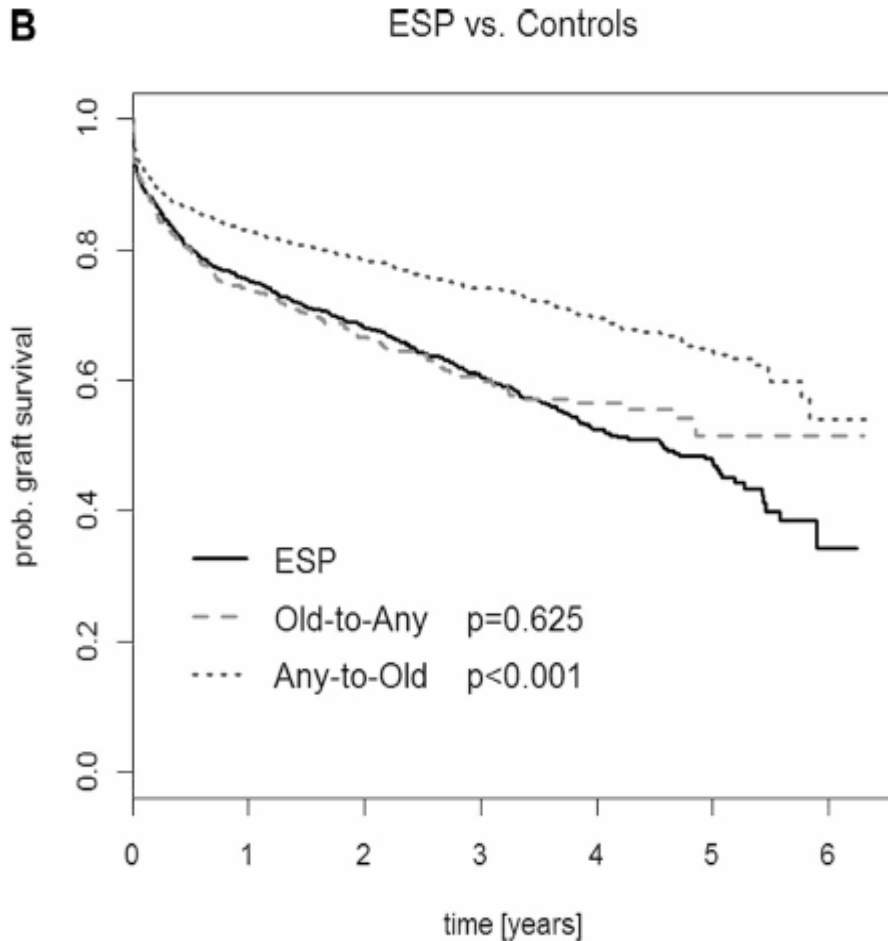 B
ESP vs. Controls
prob. graft survival
1.0
0.8
0.6
0.4
0.2
0.0
ESP
Old-to-Any p=0.625
Any-to-Old p<0.001
0 1 2 3 4 5 6
time [years]